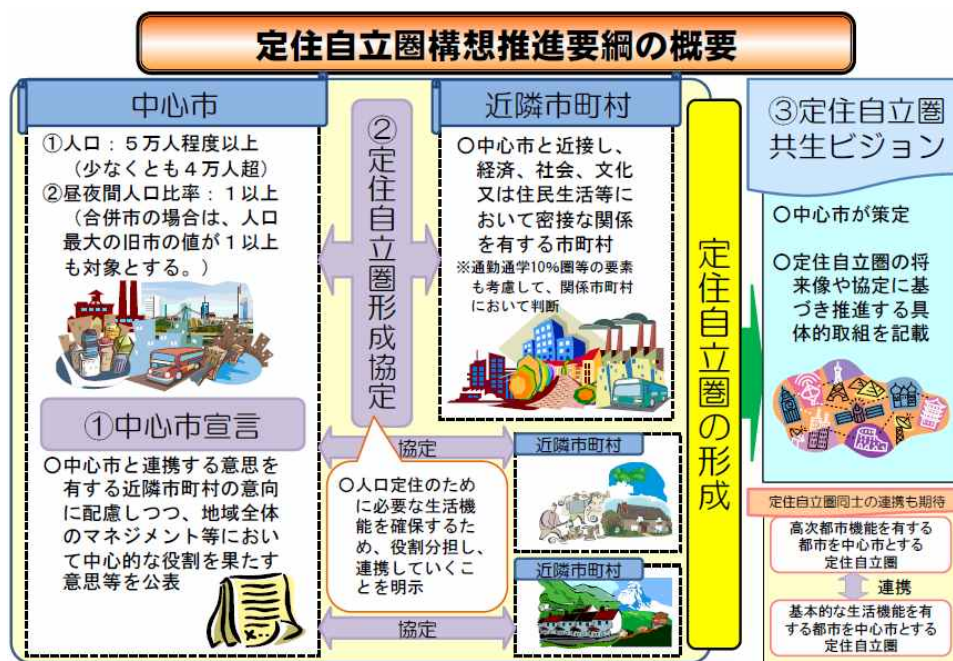 定住自立圏構想推進要綱の概要
中心市
①人口：５万人程度以上
（少なくとも４万人超）
②昼夜間人口比率：１以上
（合併市の場合は、人口
最大の旧市の値が１以上
も対象とする。）
①中心市宣言
○中心市と連携する意思を
有する近隣市町村の意向
に配慮しつつ、地域全体
のマネジメント等において
中心的な役割を果たす
意思等を公表
②定住自立圏形成協定
協定
○人口定住のため
に必要な生活機
能を確保するた
め、役割分担し、
連携していくこ
とを明示
協定
近隣市町村
○中心市と近接し、
経済、社会、文化
又は住民生活等に
おいて密接な関係
を有する市町村
※通勤通学10%圏等の要素
も考慮して、関係市町村
において判断
近隣市町村
近隣市町村
定住自立圏の形成
③定住自立圏
共生ビジョン
○中心市が策定
○定住自立圏の将
来像や協定に基
づき推進する具
体的取組を記載
定住自立圏同士の連携も期待
高次都市機能を有する
都市を中心市とする
定住自立圏
連携
基本的な生活機能を有
する都市を中心市とする
定住自立圏